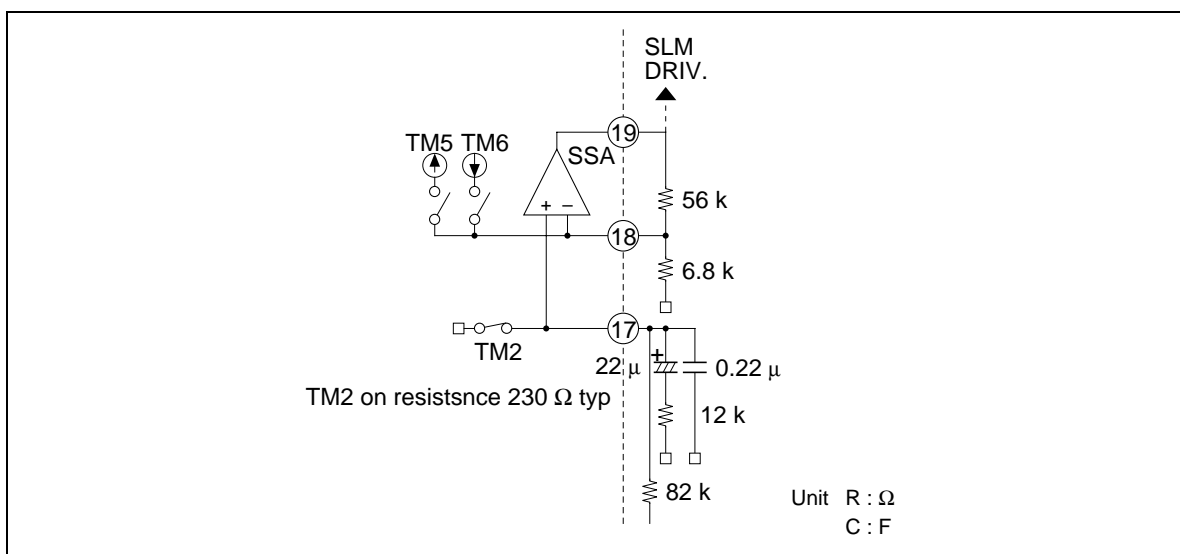 SLM
DRIV.
19
TM5 TM6
SSA
+ −
56 k
18
6.8 k
17
TM2
+
22 μ
0.22 μ
TM2 on resistsnce 230 Ω typ
12 k
82 k
Unit R : Ω
C : F